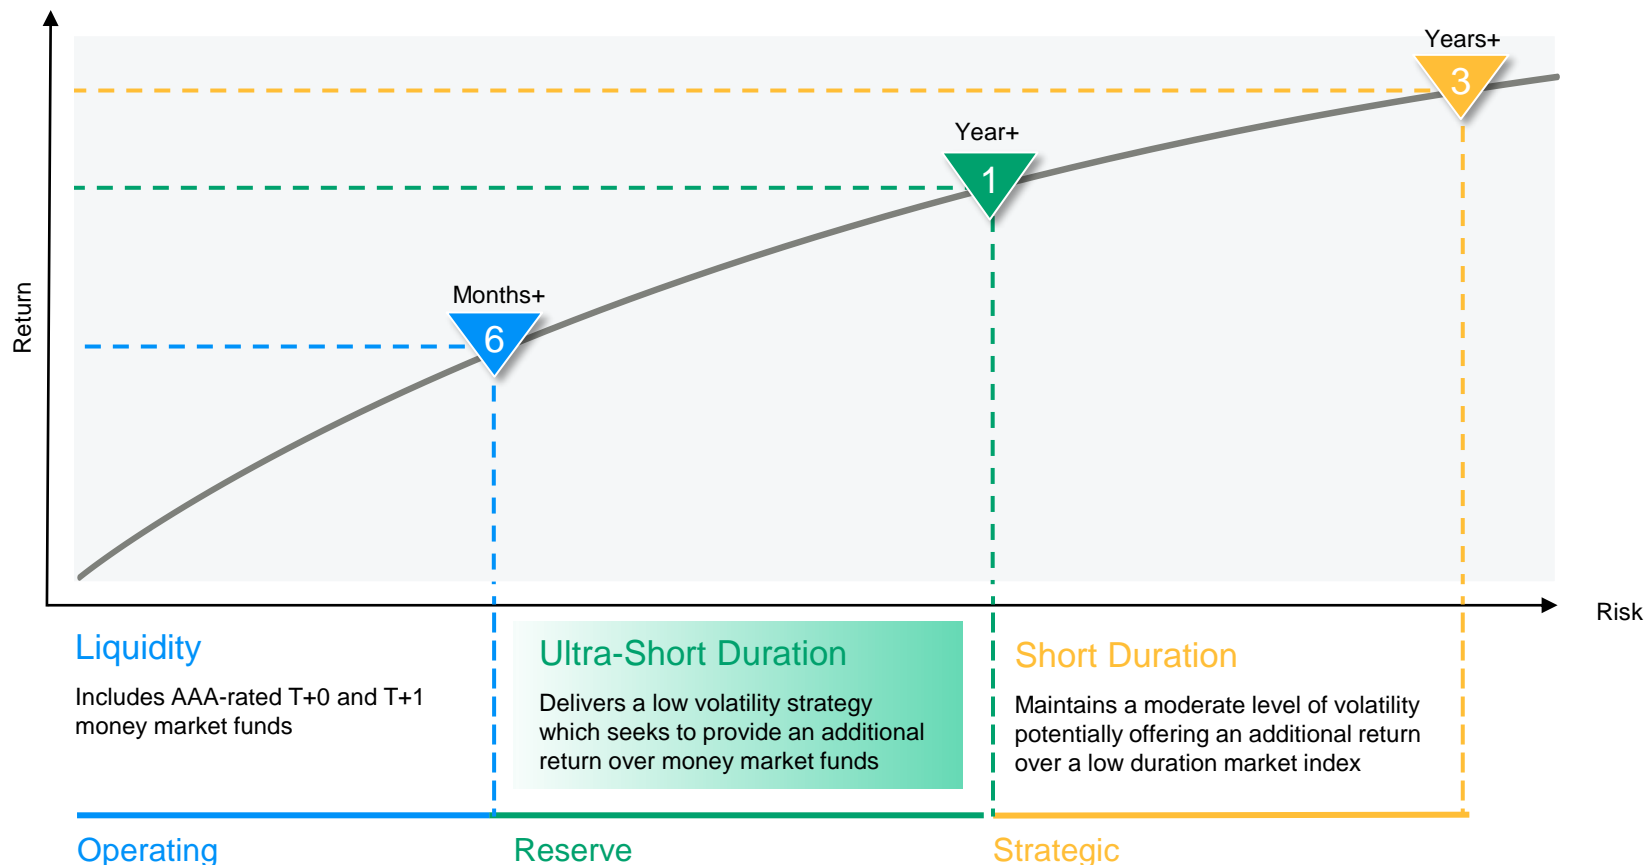 Years+
3
Year+
1
Months+
6
Return
Risk
Liquidity
Includes AAA-rated T+0 and T+1
money market funds
Ultra-Short Duration
Delivers a low volatility strategy
which seeks to provide an additional
return over money market funds
Short Duration
Maintains a moderate level of volatility
potentially offering an additional return
over a low duration market index
Operating
Reserve
Strategic